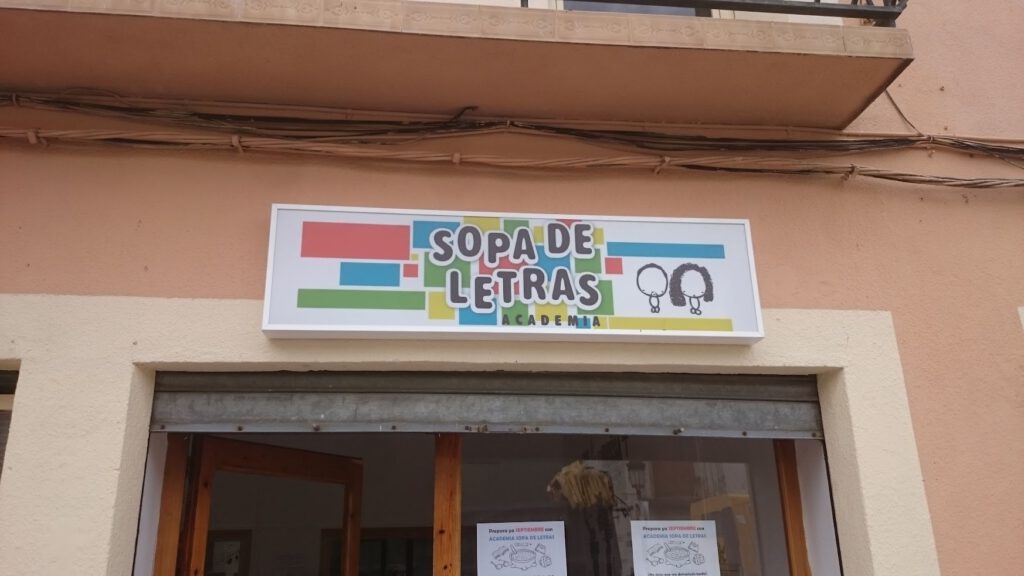 SOPA DE
LETRAS
ACADEMIA
Prepara ya SEPTIEMBRE con
ACADEMIA SOPA DE LETRAS
Prepara ya SEPTIEMBRE con
ACADEMIA SOPA DE LETRAS